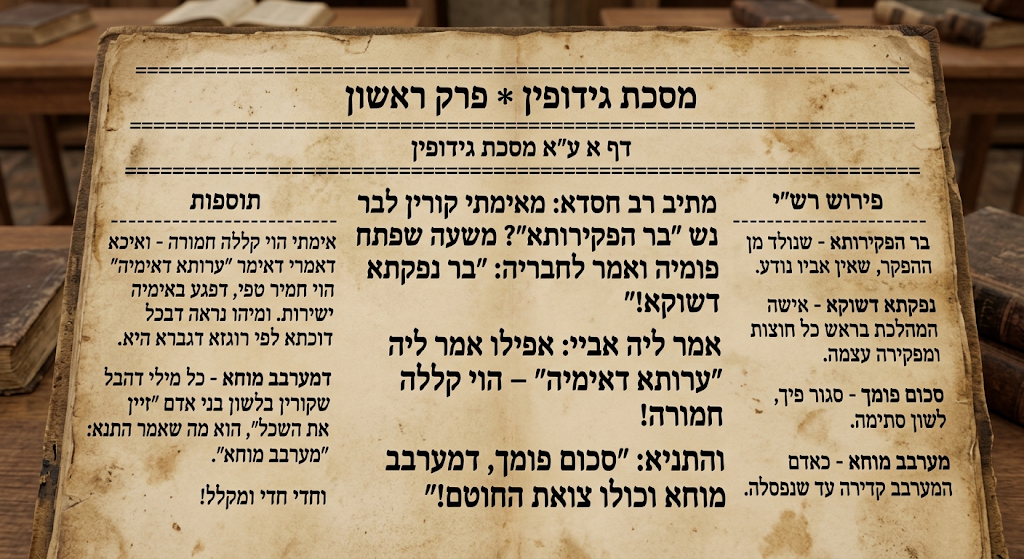 מסכת גידופין * פרק ראשון
דף א ע"א מסכת גידופין
פירוש רש"י
בר הפקירותא - שנולד מן
ההפקר, שאין אביו נודע.
נפקתא דשוקא - אישה
המהלכת בראש כל חוצות
ומפקירה עצמה.
סכום פומך - סגור פיך,
לשון סתימה.
מערבב מוחא - כאדם
המערבב קדירה עד שנפסלה.
מתיב רב חסדא: מאימתי קורין לבר
נש "בר הפקירותא"? משעה שפתח
פומיה ואמר לחבריה: "בר נפקתא
דשוקא!"
אמר ליה אביי: אפילו אמר ליה
"ערותא דאימיה" – הוי קללה
חמורה!
והתניא: "סכום פומך, דמערבב
מוחא וכולו צואת החוטם!"
תוספות
אימתי הוי קללה חמורה - ואיכא
דאמרי דאימר "ערותא דאימיה"
הוי חמיר טפי, דפגע באימיה
ישירות. ומיהו נראה דבכל
דוכתא לפי רוגזא דגברא היא.
דמערבב מוחא - כל מילי דהבל
שקורין בלשון בני אדם "זיין
את השכל", הוא מה שאמר התנא:
"מערבב מוחא".
וחדי חדי ומקלל!